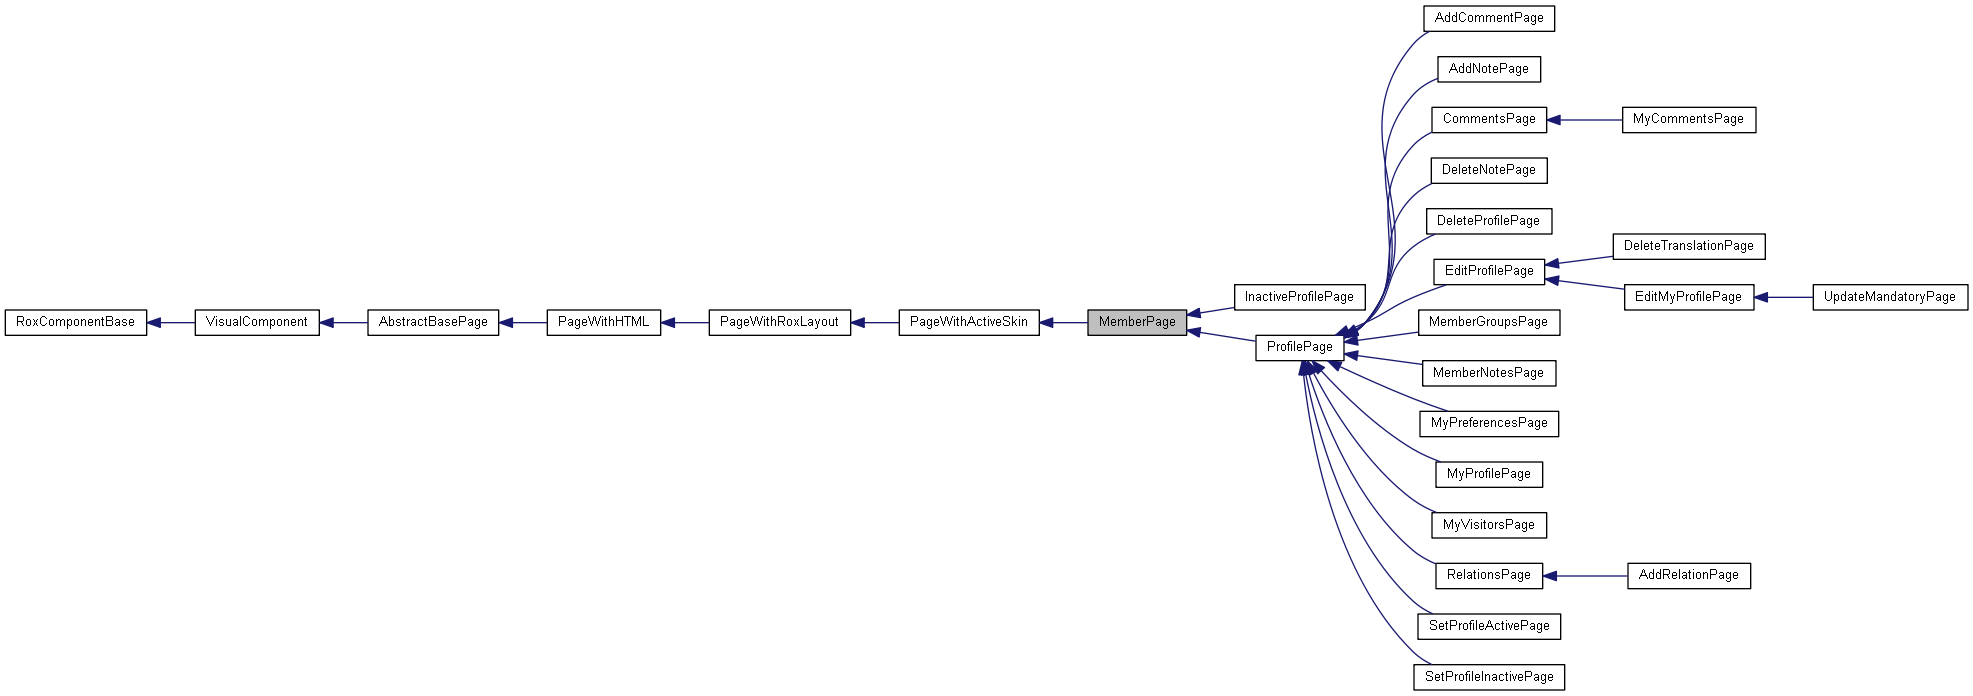 AddCommentPage
AddNotePage
CommentsPage
MyCommentsPage
DeleteNotePage
DeleteProfilePage
DeleteTranslationPage
EditProfilePage
InactiveProfilePage
EditMyProfilePage
UpdateMandatoryPage
RoxComponentBase
VisualComponent
AbstractBasePage
PageWithHTML
PageWithRoxLayout
PageWithActiveSkin
MemberPage
MemberGroupsPage
ProfilePage
MemberNotesPage
MyPreferencesPage
MyProfilePage
MyVisitorsPage
RelationsPage
AddRelationPage
SetProfileActivePage
SetProfileInactivePage